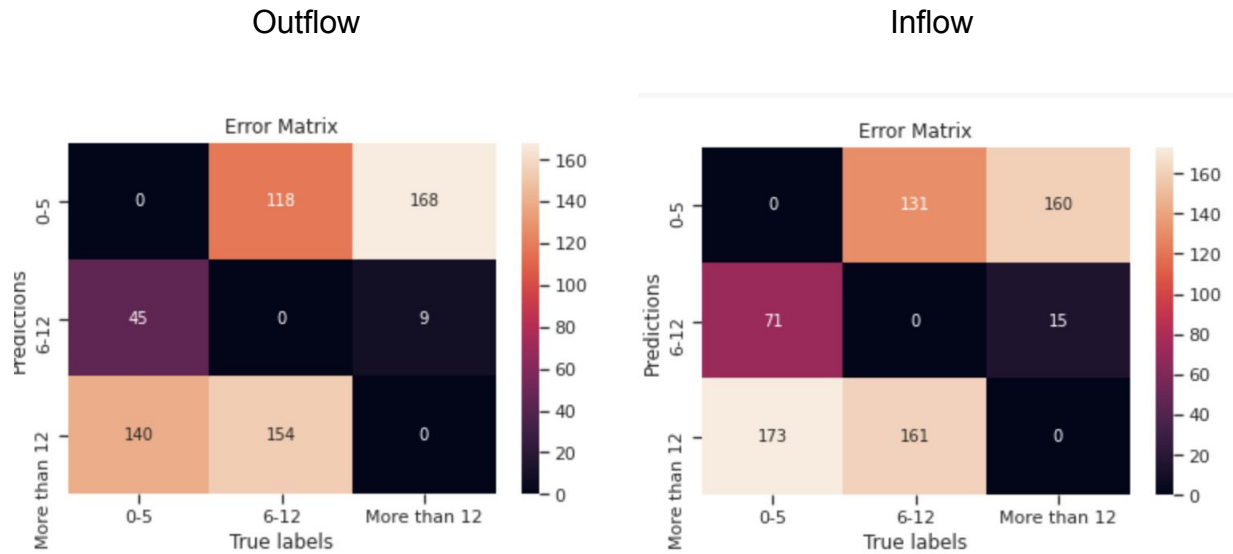 Outflow
Inflow
Error Matrix
0-5
6-12
More than 12
Predictions
0 118 168
45 0 9
140 154 0
160
140
120
100
80
60
40
20
0
0-5 6-12 More than 12
True labels
Error Matrix
0-5
6-12
More than 12
Predictions
0 131 160
71 0 15
173 161 0
160
140
120
100
80
60
40
20
0
0-5 6-12 More than 12
True labels